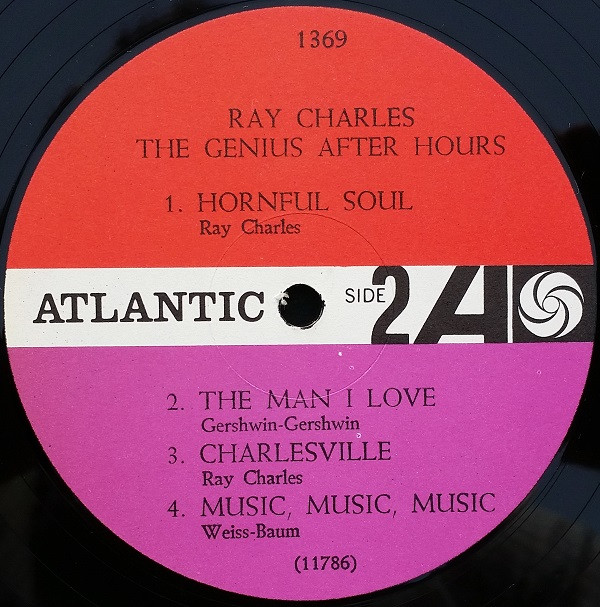 1369
RAY CHARLES
THE GENIUS AFTER HOURS
1. HORNFUL SOUL
Ray Charles
ATLANTIC SIDE 2 A
2. THE MAN I LOVE
Gershwin-Gershwin
3. CHARLESVILLE
Ray Charles
4. MUSIC, MUSIC, MUSIC
Weiss-Baum
(11786)